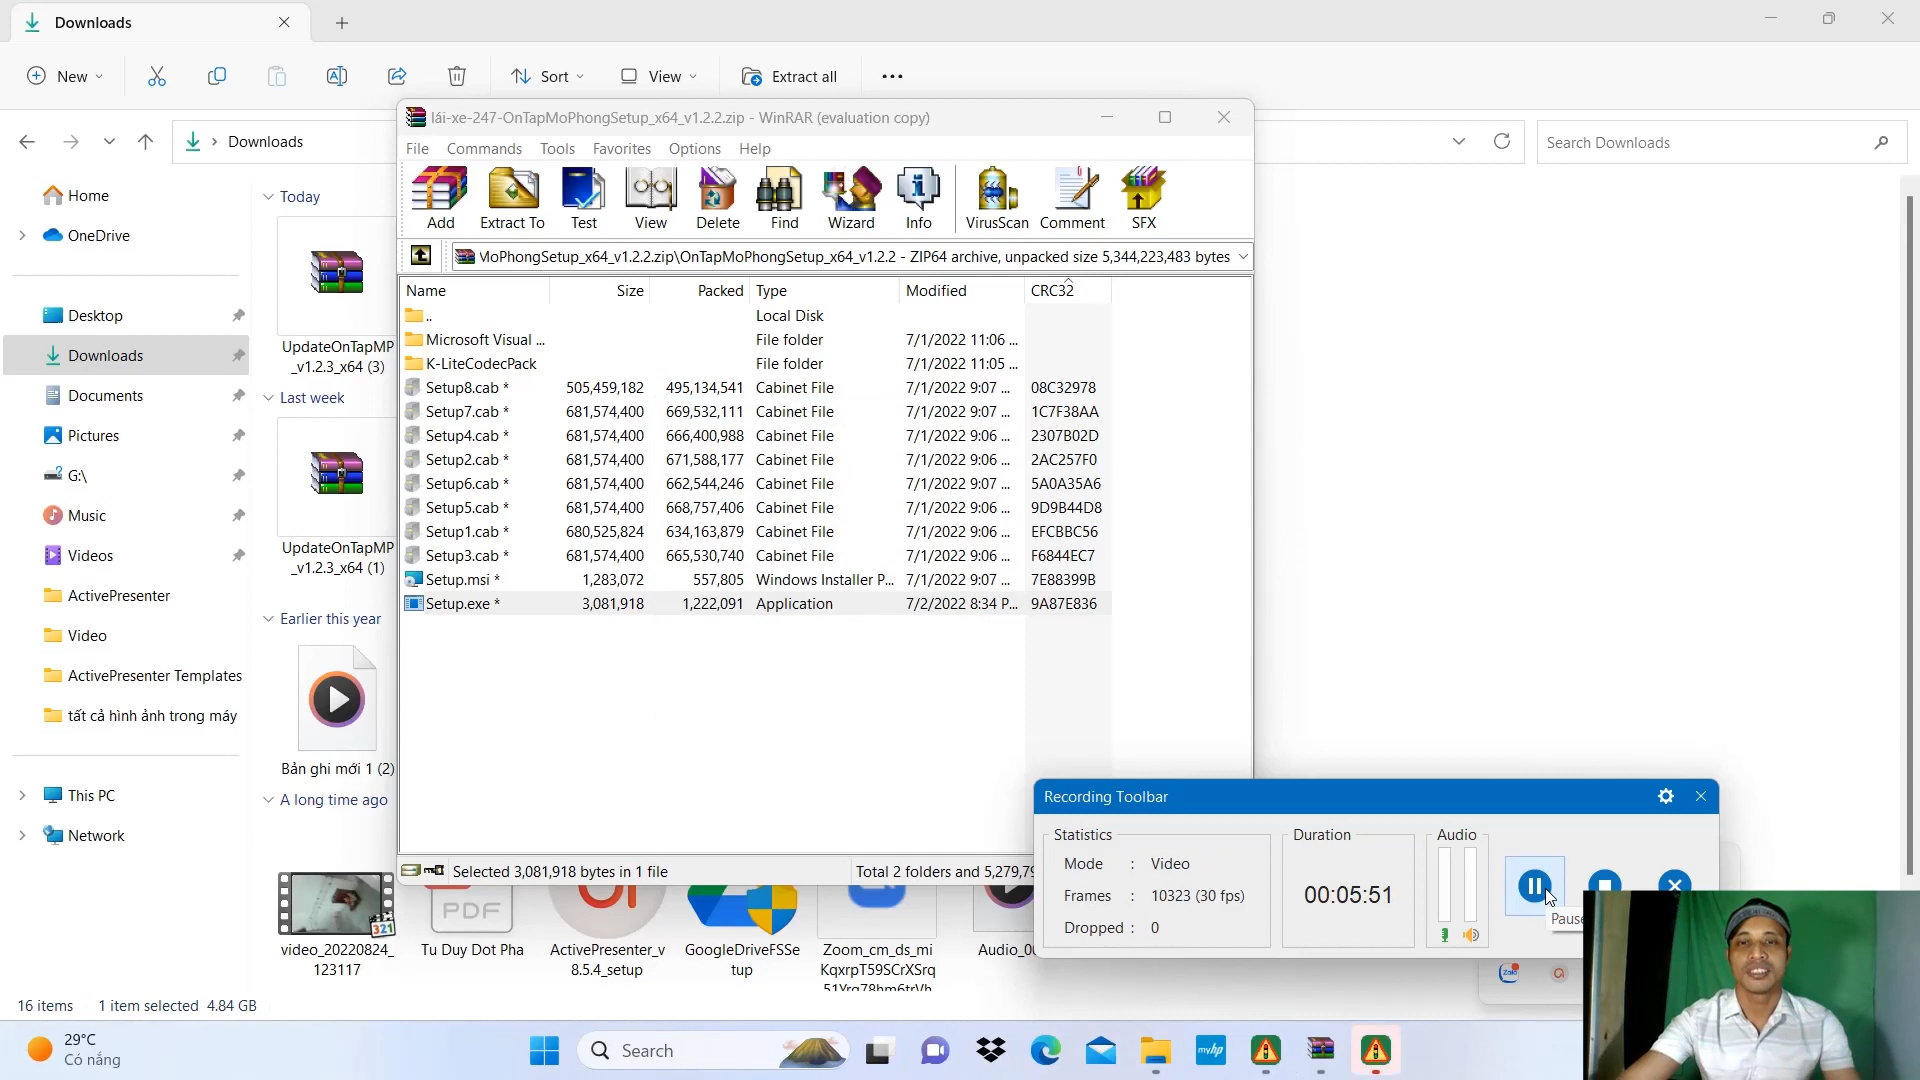 Downloads
New
Sort
View
Extract all
Downloads
Search Downloads
Home
OneDrive
Desktop
Downloads
Documents
Pictures
G:\
Music
Videos
ActivePresenter
Video
ActivePresenter Templates
tất cả hình ảnh trong máy
This PC
Network
Today
UpdateOnTapMP
_v1.2.3_x64 (3)
Last week
UpdateOnTapMP
_v1.2.3_x64 (1)
Earlier this year
Bản ghi mới 1 (2)
A long time ago
lái-xe-247-OnTapMoPhongSetup_x64_v1.2.2.zip - WinRAR (evaluation copy)
File Commands Tools Favorites Options Help
Add Extract To Test View Delete Find Wizard Info VirusScan Comment SFX
MoPhongSetup_x64_v1.2.2.zip\OnTapMoPhongSetup_x64_v1.2.2 - ZIP64 archive, unpacked size 5,344,223,483 bytes
Name Size Packed Type Modified CRC32
.. Local Disk
Microsoft Visual ... File folder 7/1/2022 11:06 ...
K-LiteCodecPack File folder 7/1/2022 11:05 ...
Setup8.cab * 505,459,182 495,134,541 Cabinet File 7/1/2022 9:07 ... 08C32978
Setup7.cab * 681,574,400 669,532,111 Cabinet File 7/1/2022 9:07 ... 1C7F38AA
Setup4.cab * 681,574,400 666,400,988 Cabinet File 7/1/2022 9:06 ... 2307B02D
Setup2.cab * 681,574,400 671,588,177 Cabinet File 7/1/2022 9:06 ... 2AC257F0
Setup6.cab * 681,574,400 662,544,246 Cabinet File 7/1/2022 9:06 ... 5A0A35A6
Setup5.cab * 681,574,400 668,757,406 Cabinet File 7/1/2022 9:06 ... 9D9B44D8
Setup1.cab * 680,525,824 634,163,879 Cabinet File 7/1/2022 9:06 ... EFCBBC56
Setup3.cab * 681,574,400 665,530,740 Cabinet File 7/1/2022 9:06 ... F6844EC7
Setup.msi * 1,283,072 557,805 Windows Installer P... 7/1/2022 9:07 ... 7E88399B
Setup.exe * 3,081,918 1,222,091 Application 7/2/2022 8:34 P... 9A87E836
Selected 3,081,918 bytes in 1 file
Total 2 folders and 5,279,79
Recording Toolbar
Statistics
Mode : Video
Frames : 10323 (30 fps)
Dropped : 0
Duration
00:05:51
Audio
Pause
Zalo
321
PDF
video_20220824_
123117
Tu Duy Dot Pha
ActivePresenter_v
8.5.4_setup
GoogleDriveFSSe
tup
Zoom_cm_ds_mi
KqxrpT59SCrXSrq
51Yrq78hm6trVh
Audio_00
16 items 1 item selected 4.84 GB
29°C
Có nắng
Search
myhp